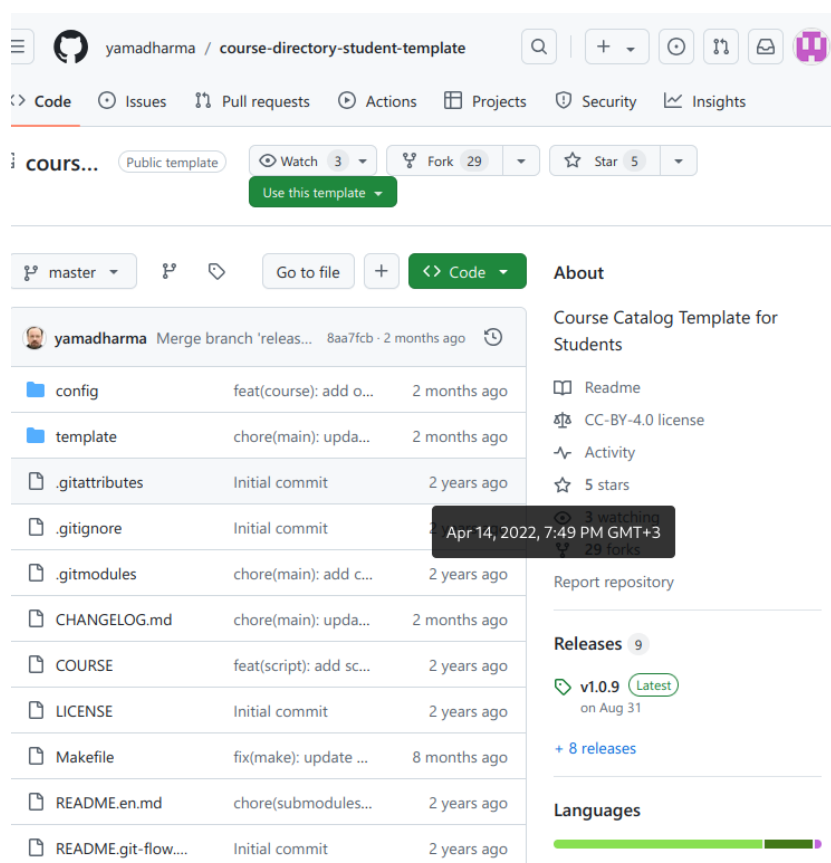 yamadharma / course-directory-student-template
Code Issues Pull requests Actions Projects Security Insights
cours... Public template Watch 3 Fork 29 Star 5
Use this template
master Go to file Code
yamadharma Merge branch 'releas... 8aa7fcb · 2 months ago
config feat(course): add o... 2 months ago
template chore(main): upda... 2 months ago
.gitattributes Initial commit 2 years ago
.gitignore Initial commit 2
.gitmodules chore(main): add c... 2 years ago
CHANGELOG.md chore(main): upda... 2 months ago
COURSE feat(script): add sc... 2 years ago
LICENSE Initial commit 2 years ago
Makefile fix(make): update ... 8 months ago
README.en.md chore(submodules... 2 years ago
README.git-flow.... Initial commit 2 years ago
About
Course Catalog Template for
Students
Readme
CC-BY-4.0 license
Activity
5 stars
3 watching
Apr 14, 2022, 7:49 PM GMT+3
29 forks
Report repository
Releases 9
v1.0.9 Latest
on Aug 31
+ 8 releases
Languages